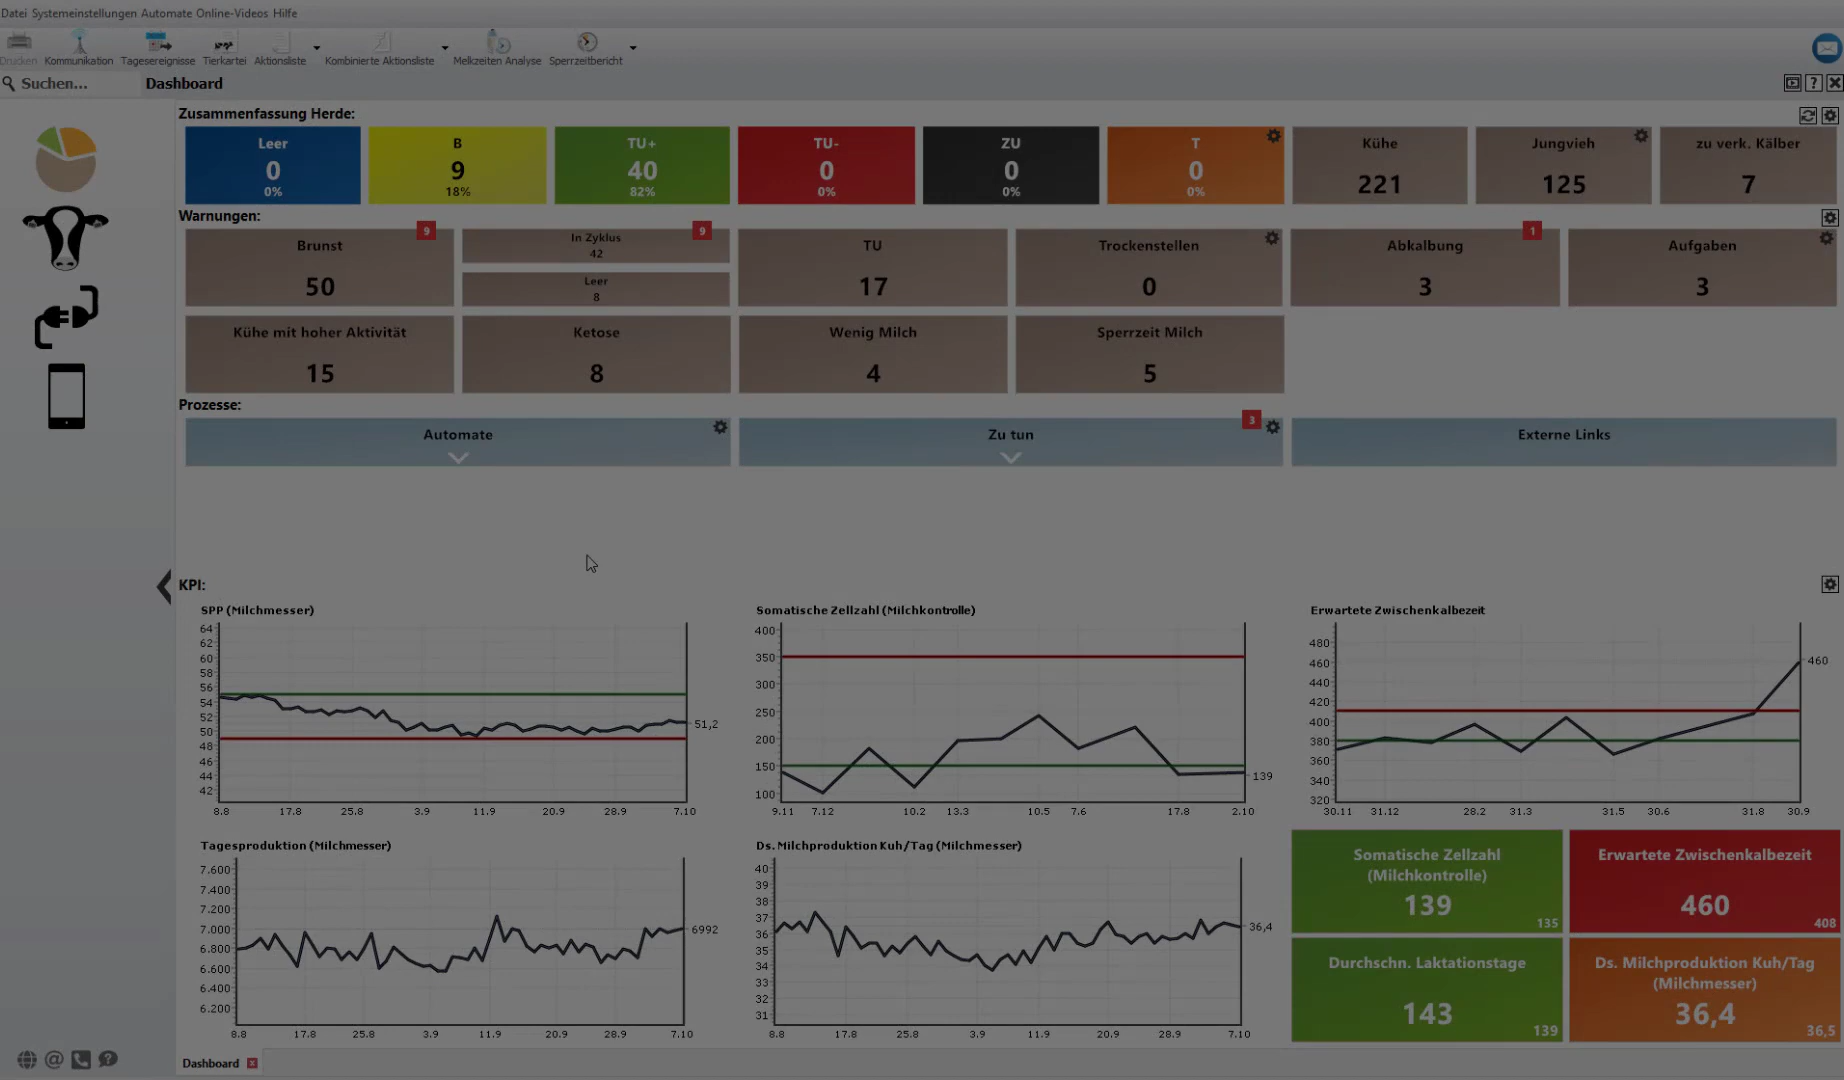 Datei Systemeinstellungen Automate Online-Videos Hilfe
Drucken Kommunikation Tagesereignisse Tierkartei Aktionsliste Kombinierte Aktionsliste Melkzeiten Analyse Sperrzeitbericht
Suchen... Dashboard
Zusammenfassung Herde:
Leer B TU+ TU- ZU T Kühe Jungvieh zu verk. Kälber
0 9 40 0 0 0 221 125 7
0% 18% 82% 0% 0% 0%
Warnungen:
Brunst 9 In Zyklus 9 TU Trockenstellen Abkalbung 1 Aufgaben
42
Leer
50 8 17 0 3 3
Kühe mit hoher Aktivität Ketose Wenig Milch Sperrzeit Milch
15 8 4 5
Prozesse:
Automate Zu tun 3 Externe Links
KPI:
SPP (Milchmesser)
64
62
60
58
56
54
52
50
48
46
44
42
51,2
8.8 17.8 25.8 3.9 11.9 20.9 28.9 7.10
Somatische Zellzahl (Milchkontrolle)
400
350
300
250
200
150
100
139
9.11 7.12 10.2 13.3 10.5 7.6 17.8 2.10
Erwartete Zwischenkalbezeit
480
460
440
420
400
380
360
340
320
460
30.11 31.12 28.2 31.3 31.5 30.6 31.8 30.9
Tagesproduktion (Milchmesser)
7.600
7.400
7.200
7.000
6.800
6.600
6.400
6.200
6992
8.8 17.8 25.8 3.9 11.9 20.9 28.9 7.10
Ds. Milchproduktion Kuh/Tag (Milchmesser)
40
39
38
37
36
35
34
33
32
31
36,4
8.8 17.8 25.8 3.9 11.9 20.9 28.9 7.10
Somatische Zellzahl
(Milchkontrolle)
139
135
Erwartete Zwischenkalbezeit
460
408
Durchschn. Laktationstage
143
139
Ds. Milchproduktion Kuh/Tag
(Milchmesser)
36,4
36,5
Dashboard